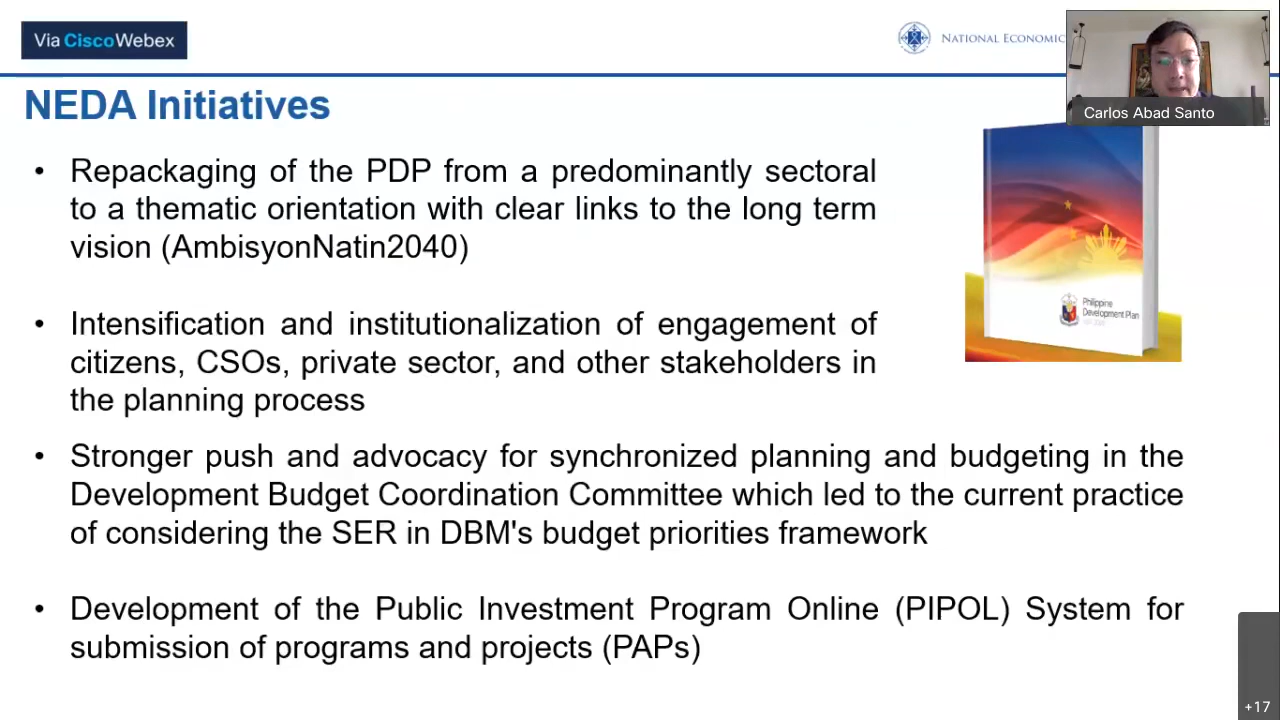 Via CiscoWebex
NATIONAL ECONOMIC
Carlos Abad Santo
NEDA Initiatives
• Repackaging of the PDP from a predominantly sectoral
to a thematic orientation with clear links to the long term
vision (AmbisyonNatin2040)
Philippine
Development Plan
• Intensification and institutionalization of engagement of
citizens, CSOs, private sector, and other stakeholders in
the planning process
• Stronger push and advocacy for synchronized planning and budgeting in the
Development Budget Coordination Committee which led to the current practice
of considering the SER in DBM's budget priorities framework
• Development of the Public Investment Program Online (PIPOL) System for
submission of programs and projects (PAPs)
+17